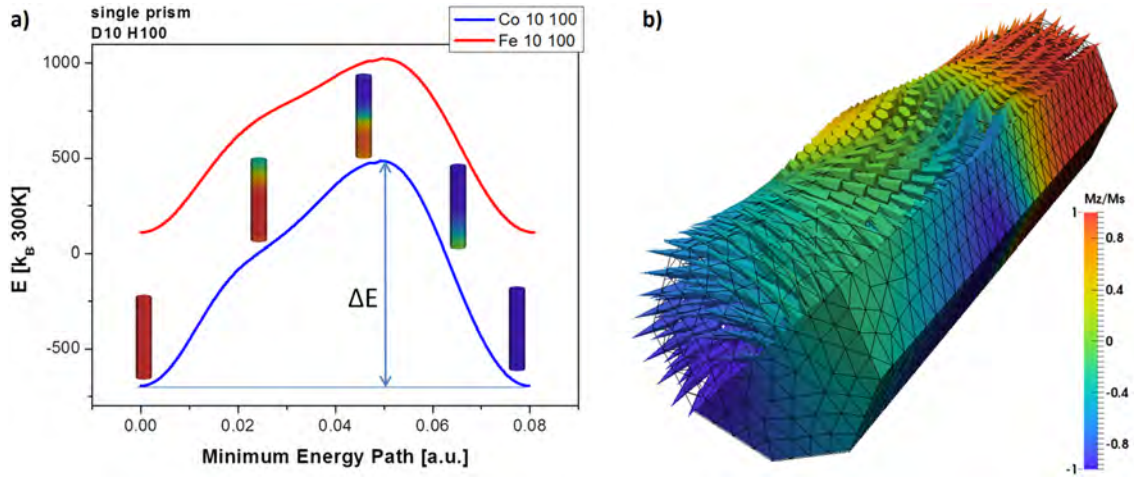 a)
single prism
D10 H100
Co 10 100
Fe 10 100
1000
500
0
-500
E [kB 300K]
ΔE
0.00
0.02
0.04
0.06
0.08
Minimum Energy Path [a.u.]
b)
Mz/Ms
1
0.8
0.4
0
-0.4
-0.8
-1